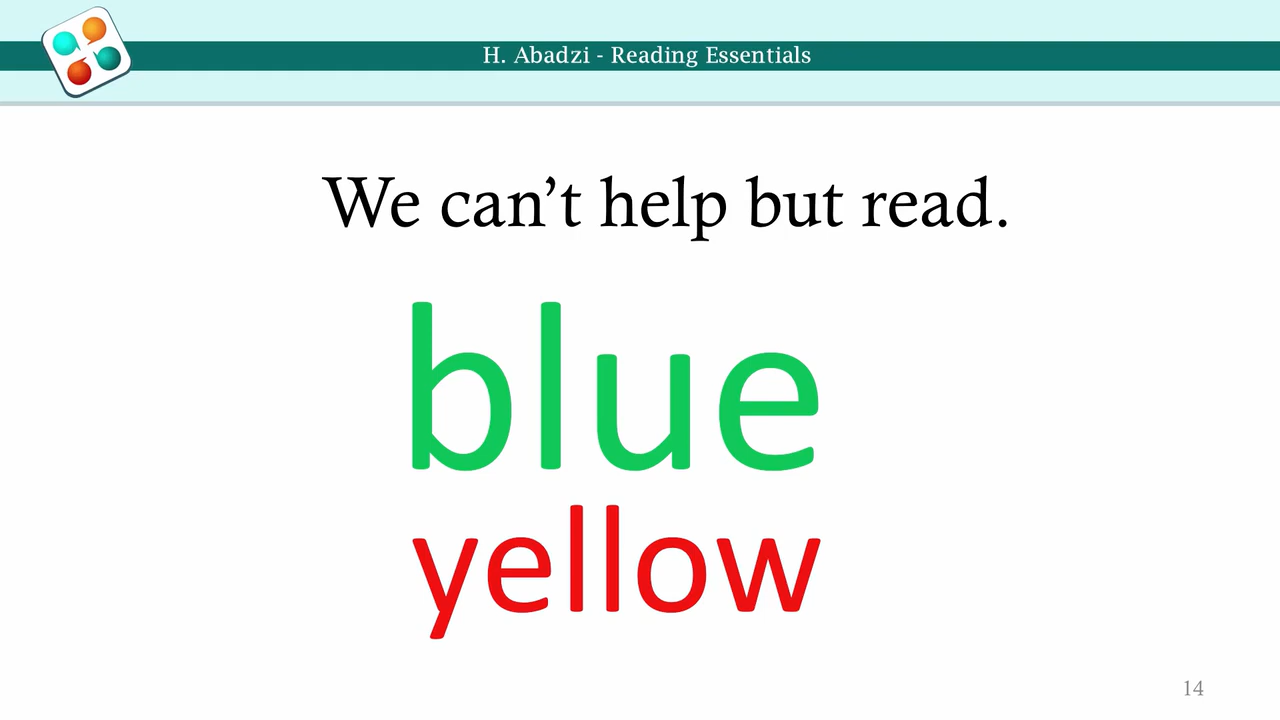 H. Abadzi - Reading Essentials
We can’t help but read.
blue
yellow
14